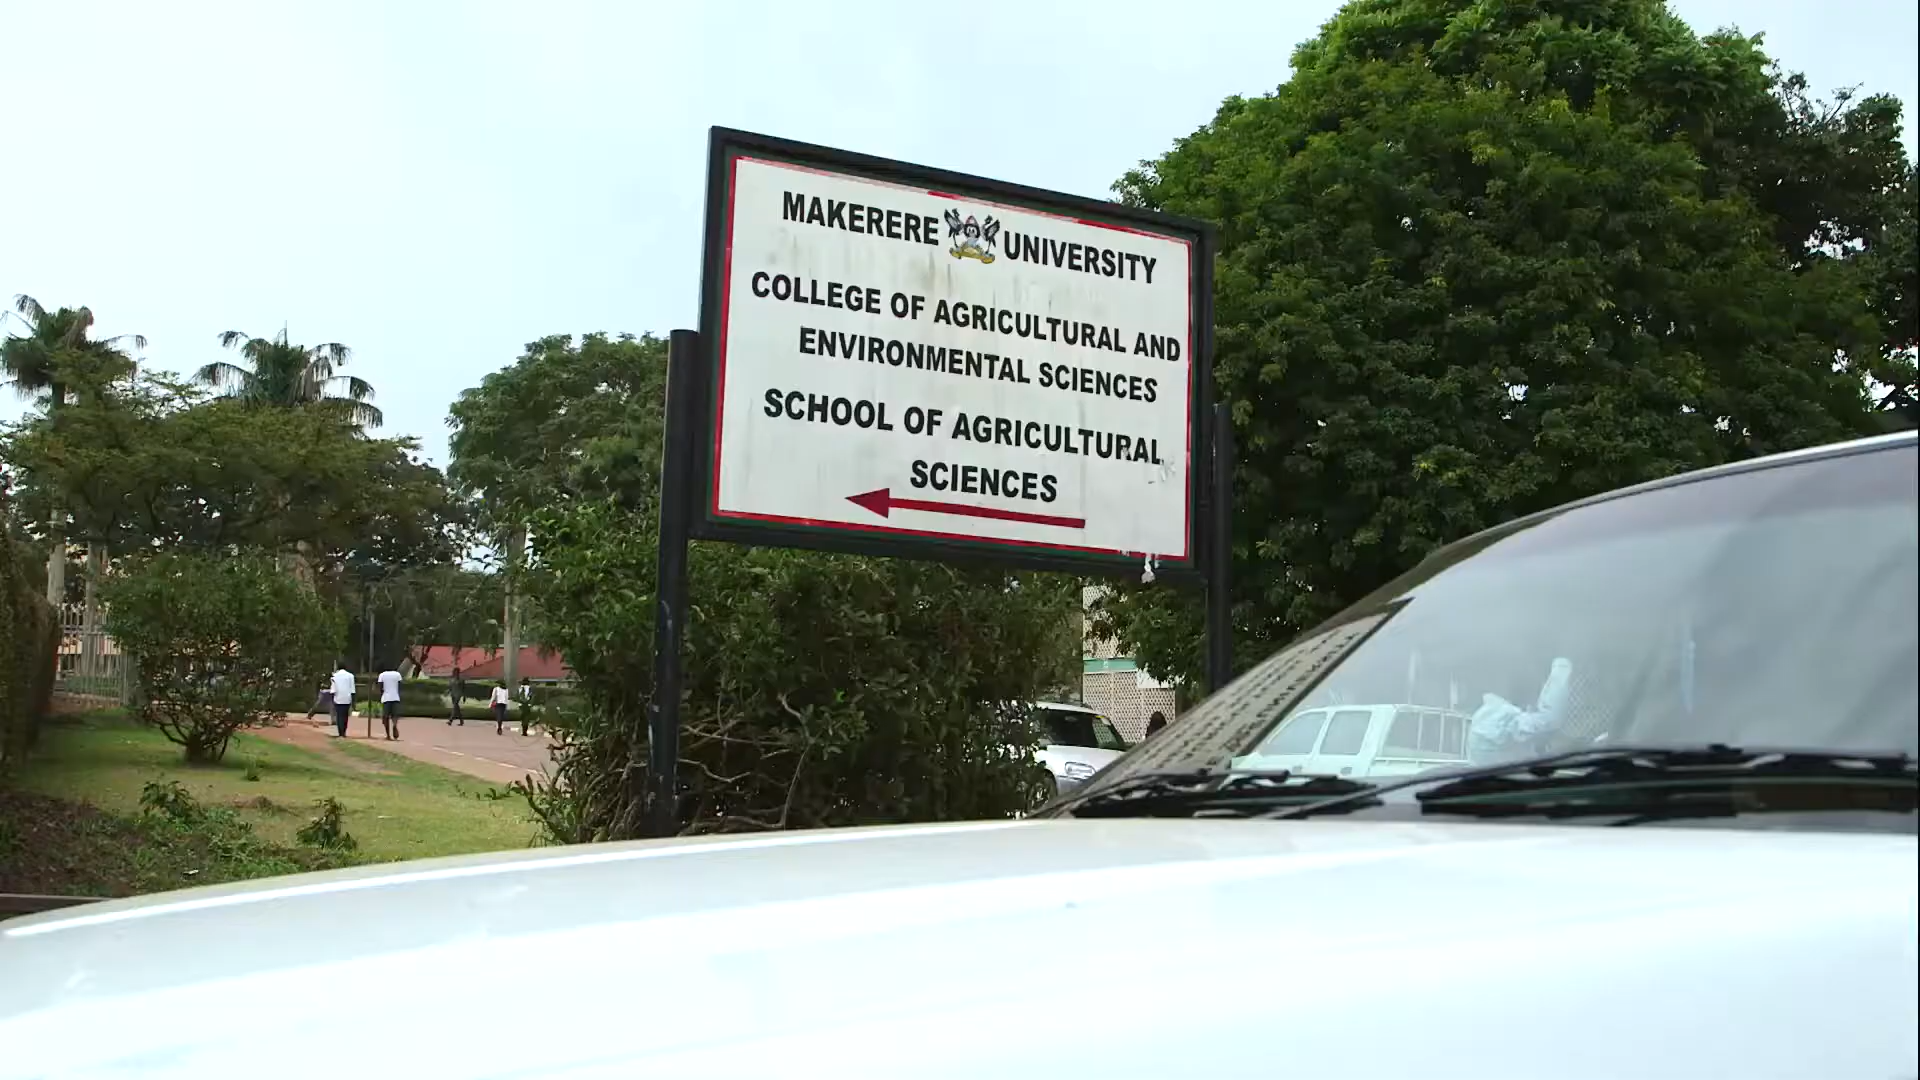 MAKERERE UNIVERSITY
COLLEGE OF AGRICULTURAL AND
ENVIRONMENTAL SCIENCES
SCHOOL OF AGRICULTURAL
SCIENCES